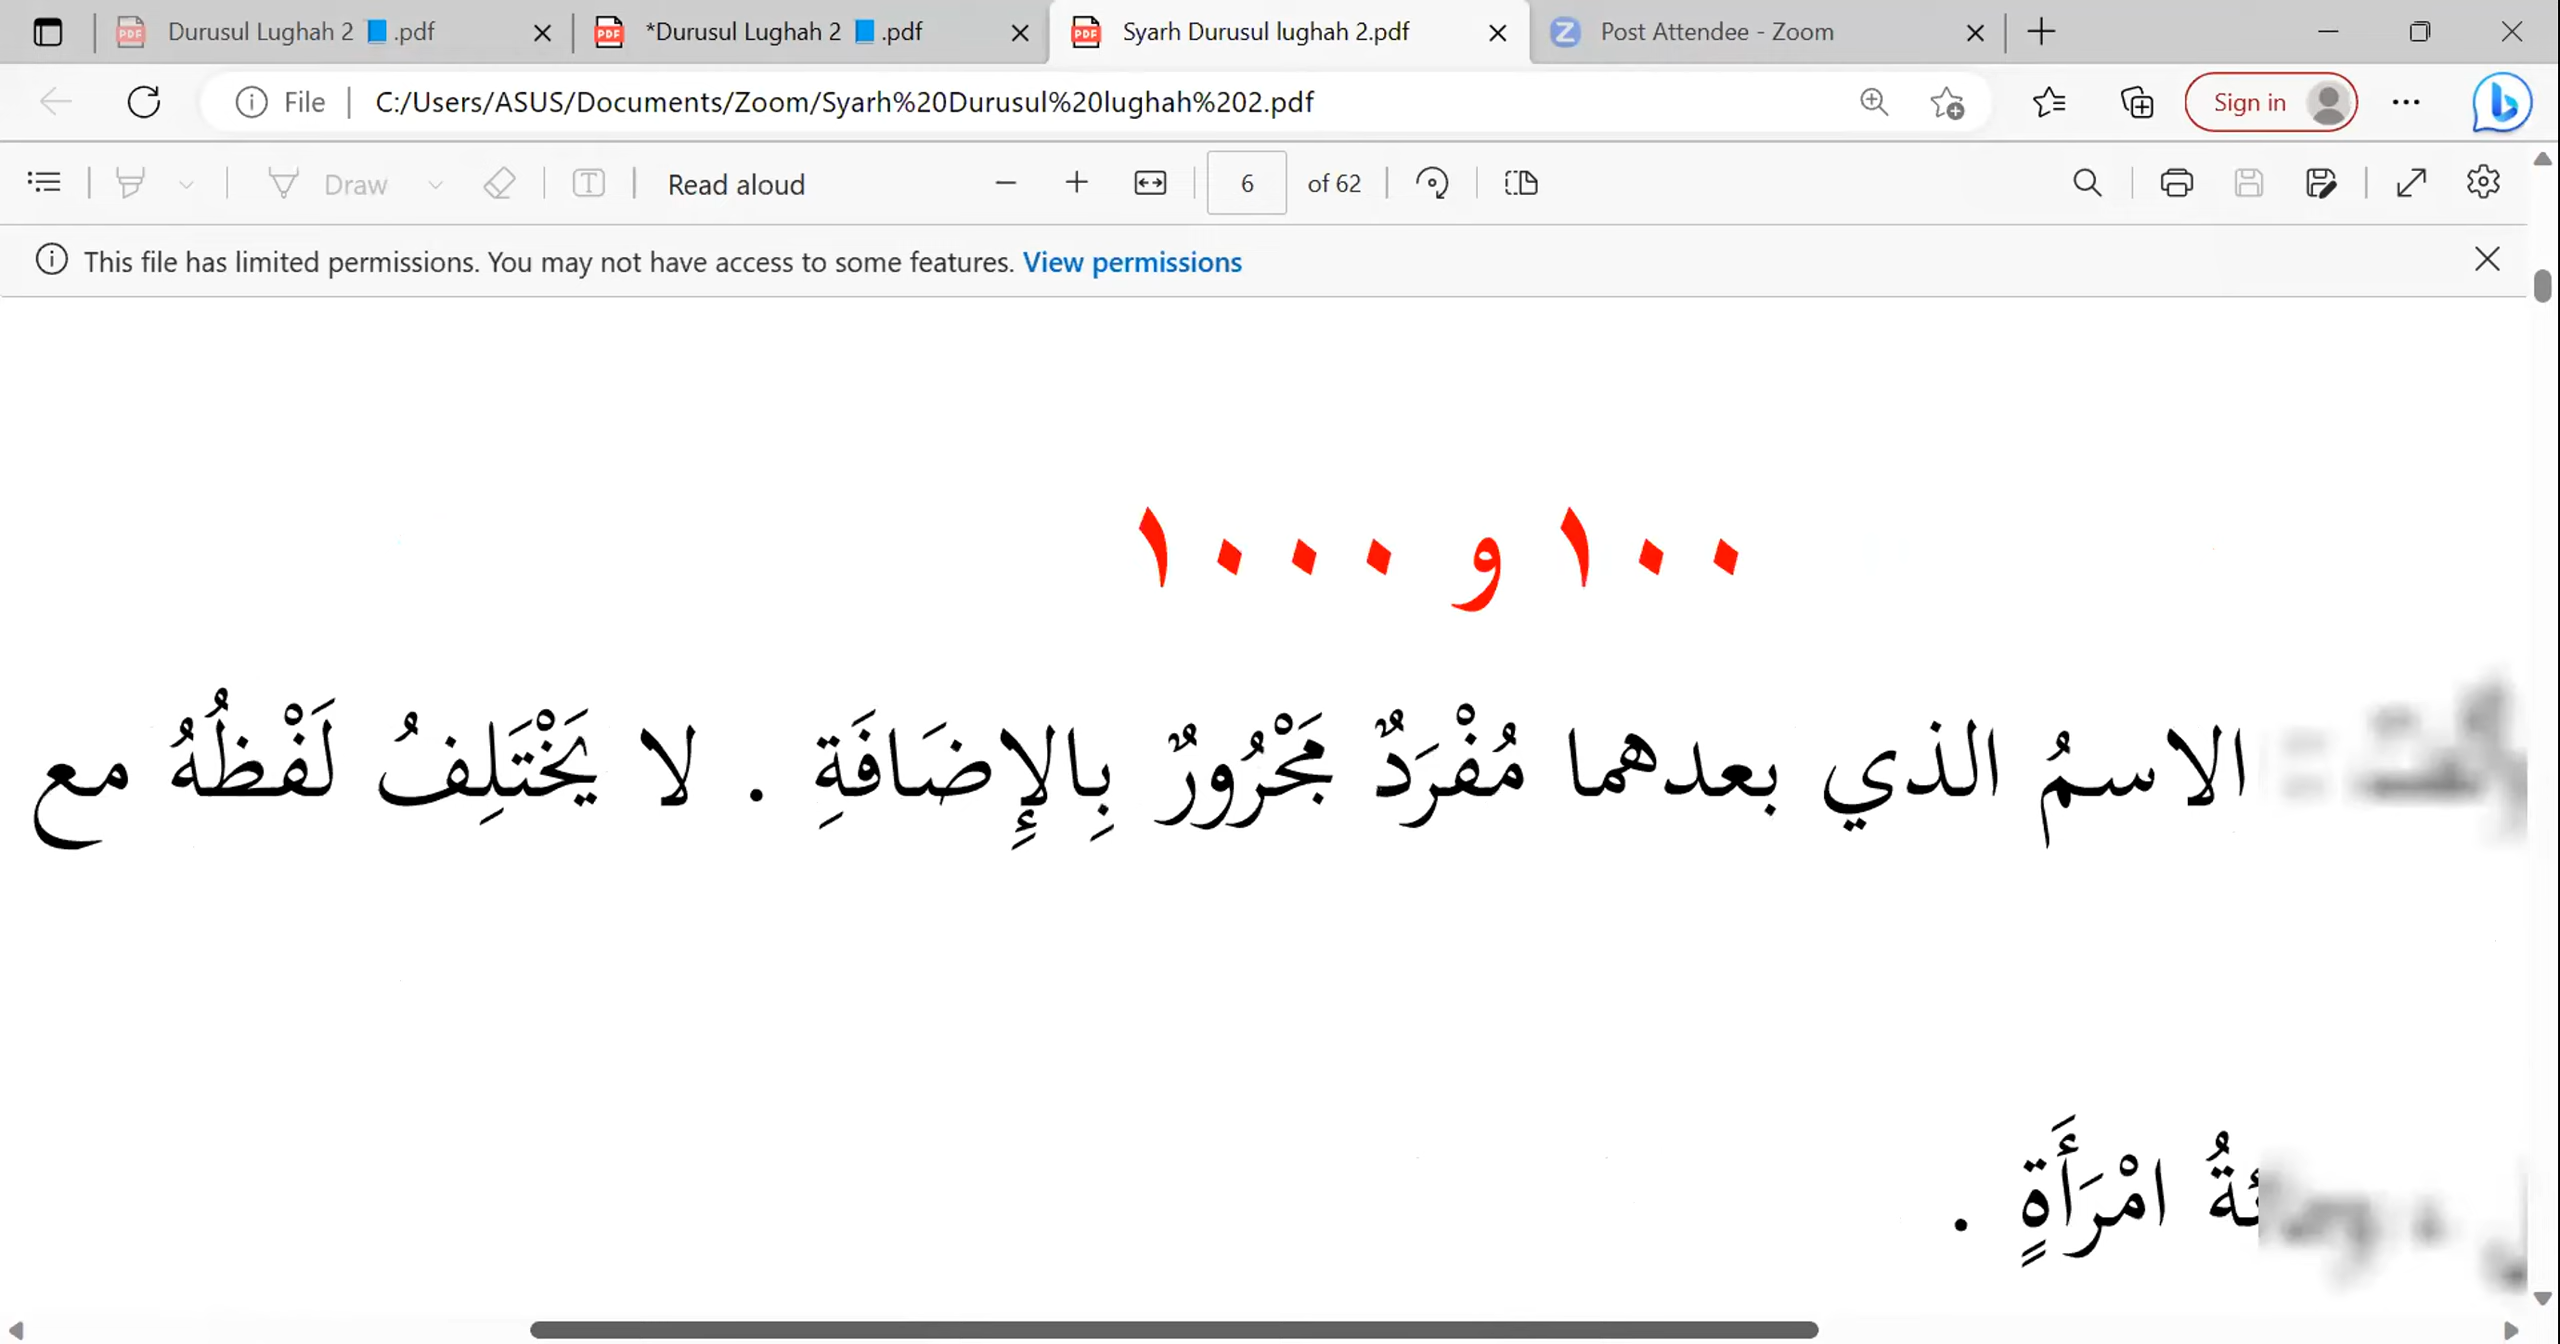 Durusul Lughah 2 📘.pdf
*Durusul Lughah 2 📘.pdf
Syarh Durusul lughah 2.pdf
Post Attendee - Zoom
File
C:/Users/ASUS/Documents/Zoom/Syarh%20Durusul%20lughah%202.pdf
Sign in
Draw
Read aloud
6 of 62
This file has limited permissions. You may not have access to some features. View permissions
١٠٠ و ١٠٠٠
الاسمُ الذي بعدهما مُفْرَدٌ مَجْرُورٌ بِالإِضَافَةِ . لا يَخْتَلِفُ لَفْظُهُ مع
امْرَأَةٍ .